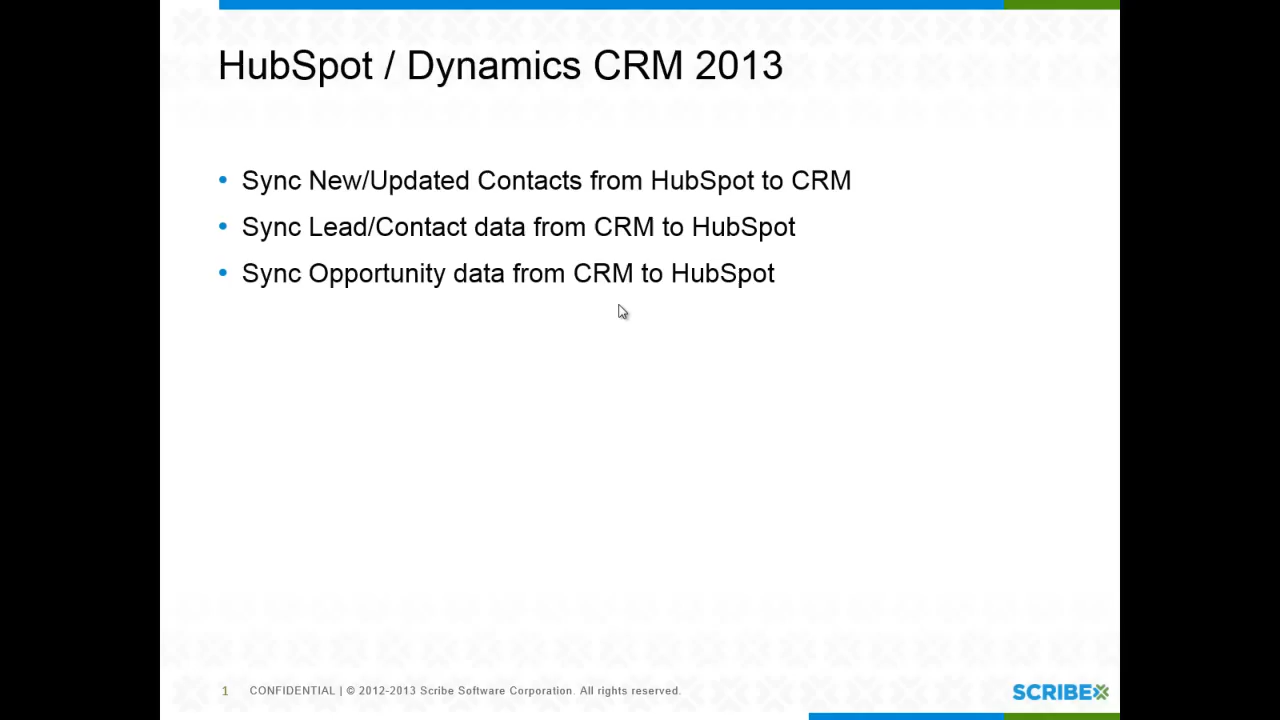 HubSpot / Dynamics CRM 2013
• Sync New/Updated Contacts from HubSpot to CRM
• Sync Lead/Contact data from CRM to HubSpot
• Sync Opportunity data from CRM to HubSpot
1 CONFIDENTIAL | © 2012-2013 Scribe Software Corporation. All rights reserved.
SCRIBE